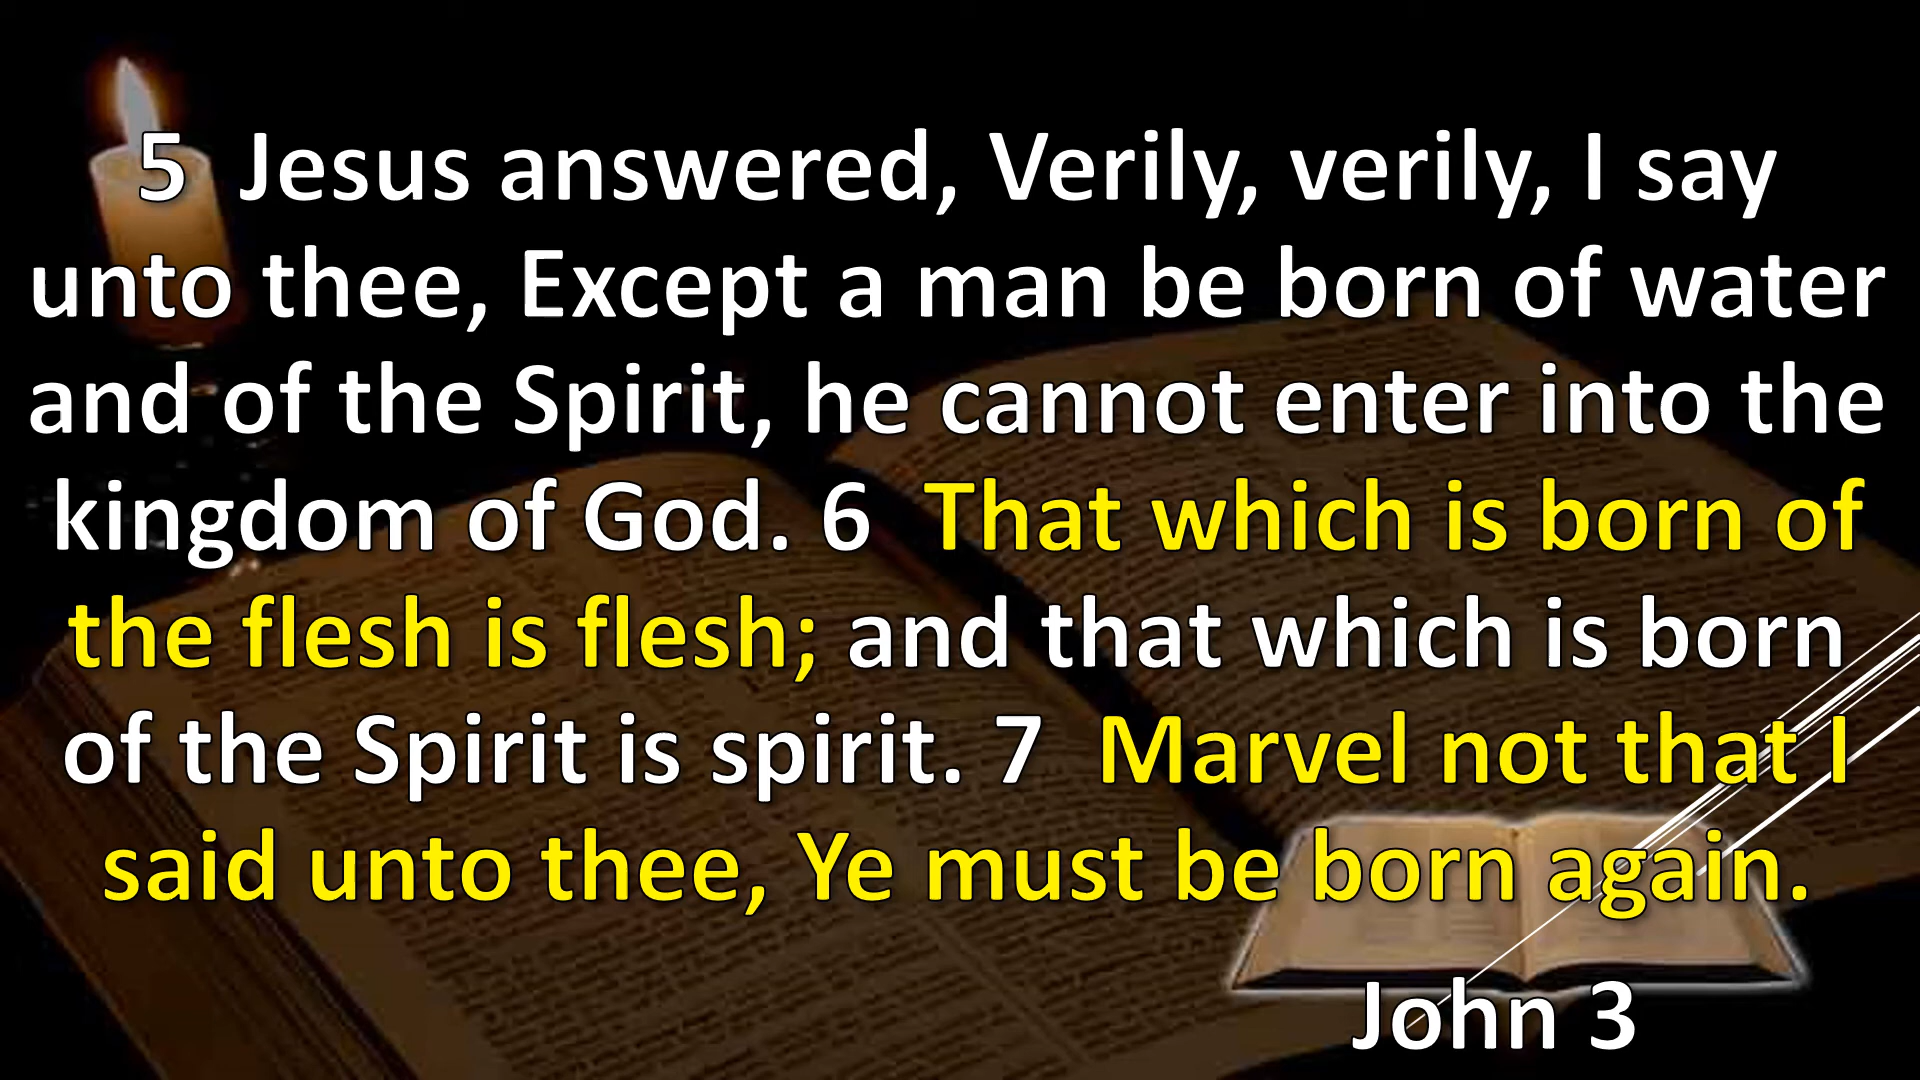 5  Jesus answered, Verily, verily, I say
unto thee, Except a man be born of water
and of the Spirit, he cannot enter into the
kingdom of God. 6  That which is born of
the flesh is flesh; and that which is born
of the Spirit is spirit. 7  Marvel not that I
said unto thee, Ye must be born again.
John 3